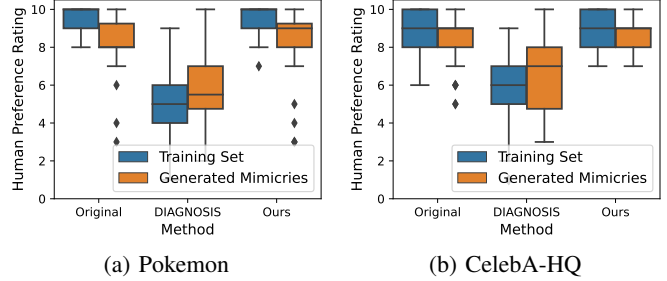 Human Preference Rating
10
8
6
4
2
0
Training Set
Generated Mimicries
Original
DIAGNOSIS
Ours
Method
(a) Pokemon
Human Preference Rating
10
8
6
4
2
0
Training Set
Generated Mimicries
Original
DIAGNOSIS
Ours
Method
(b) CelebA-HQ